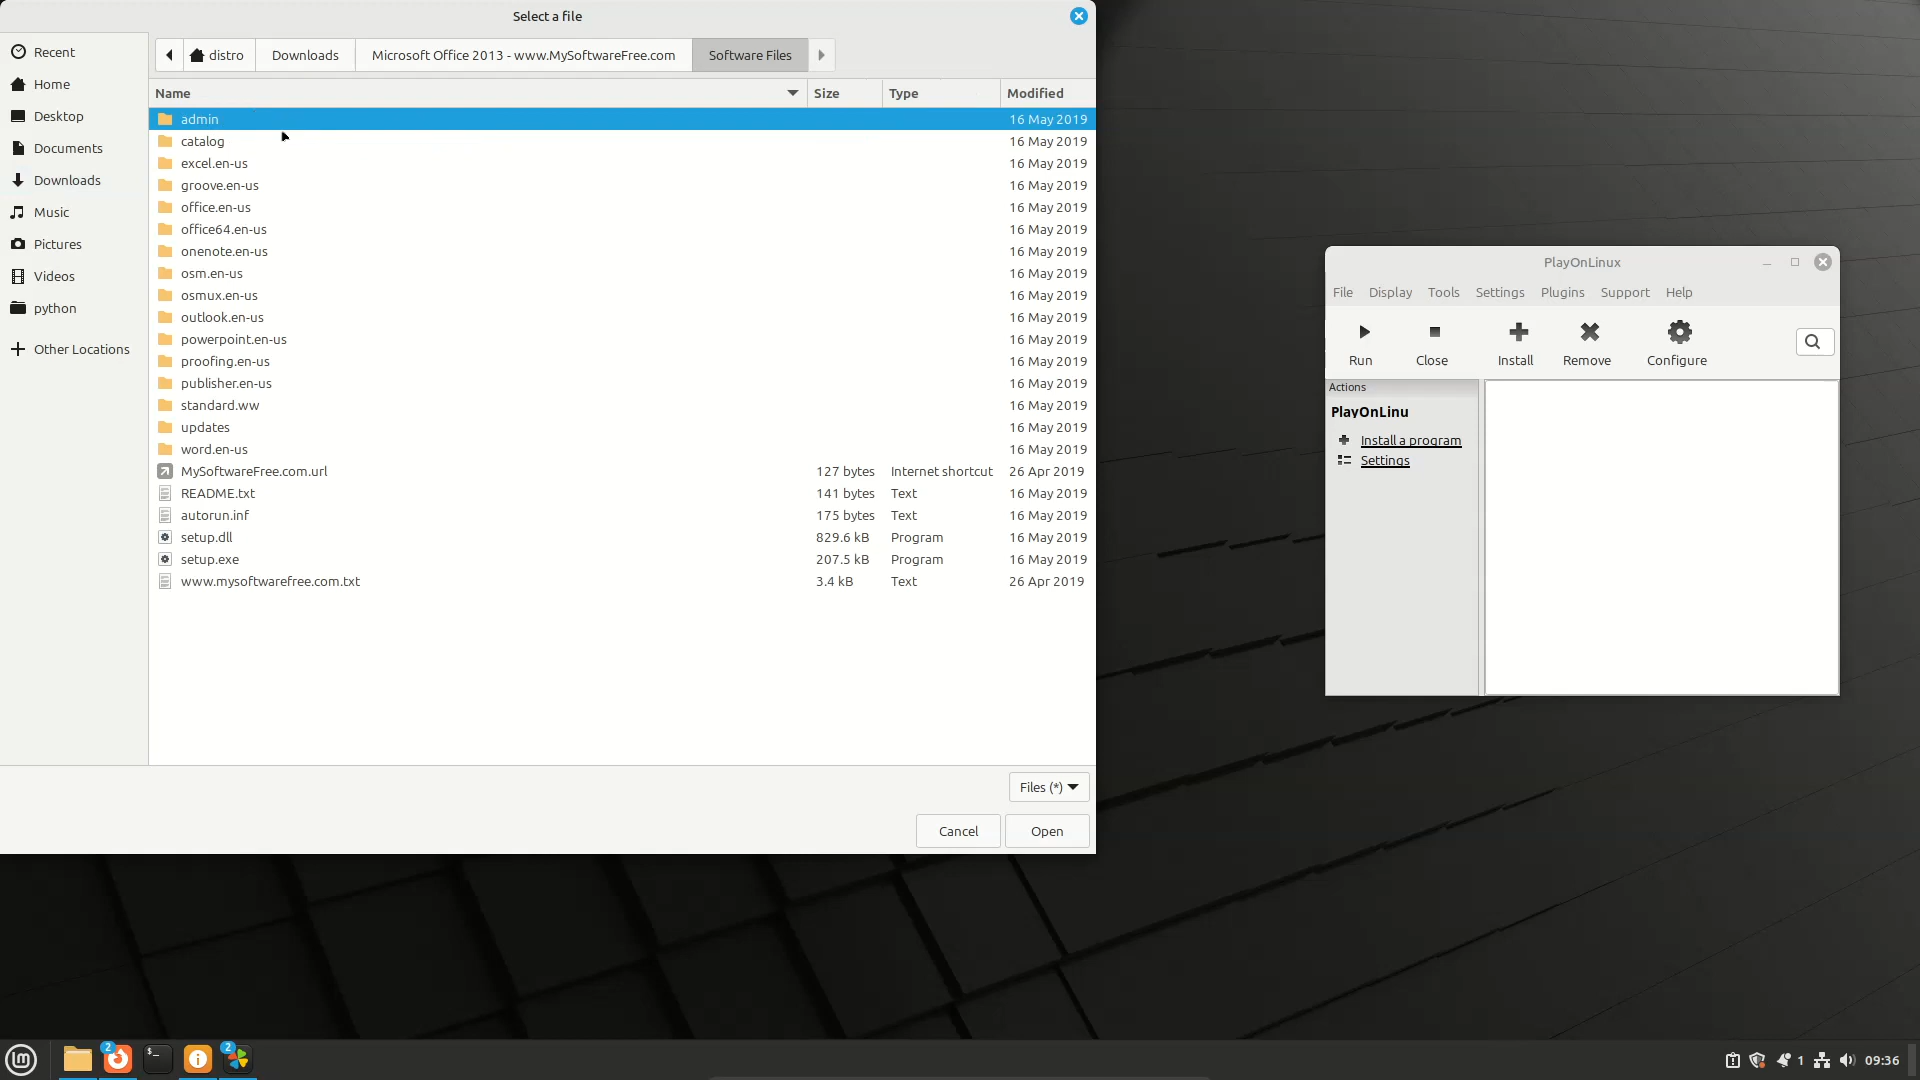 Select a file
Recent
Home
Desktop
Documents
Downloads
Music
Pictures
Videos
python
Other Locations
distro Downloads Microsoft Office 2013 - www.MySoftwareFree.com Software Files
Name Size Type Modified
admin 16 May 2019
catalog 16 May 2019
excel.en-us 16 May 2019
groove.en-us 16 May 2019
office.en-us 16 May 2019
office64.en-us 16 May 2019
onenote.en-us 16 May 2019
osm.en-us 16 May 2019
osmux.en-us 16 May 2019
outlook.en-us 16 May 2019
powerpoint.en-us 16 May 2019
proofing.en-us 16 May 2019
publisher.en-us 16 May 2019
standard.ww 16 May 2019
updates 16 May 2019
word.en-us 16 May 2019
MySoftwareFree.com.url 127 bytes Internet shortcut 26 Apr 2019
README.txt 141 bytes Text 16 May 2019
autorun.inf 175 bytes Text 16 May 2019
setup.dll 829.6 kB Program 16 May 2019
setup.exe 207.5 kB Program 16 May 2019
www.mysoftwarefree.com.txt 3.4 kB Text 26 Apr 2019
Files (*)
Cancel Open
PlayOnLinux
File Display Tools Settings Plugins Support Help
Run Close Install Remove Configure
Actions
PlayOnLinu
Install a program
Settings
2 2
1 09:36